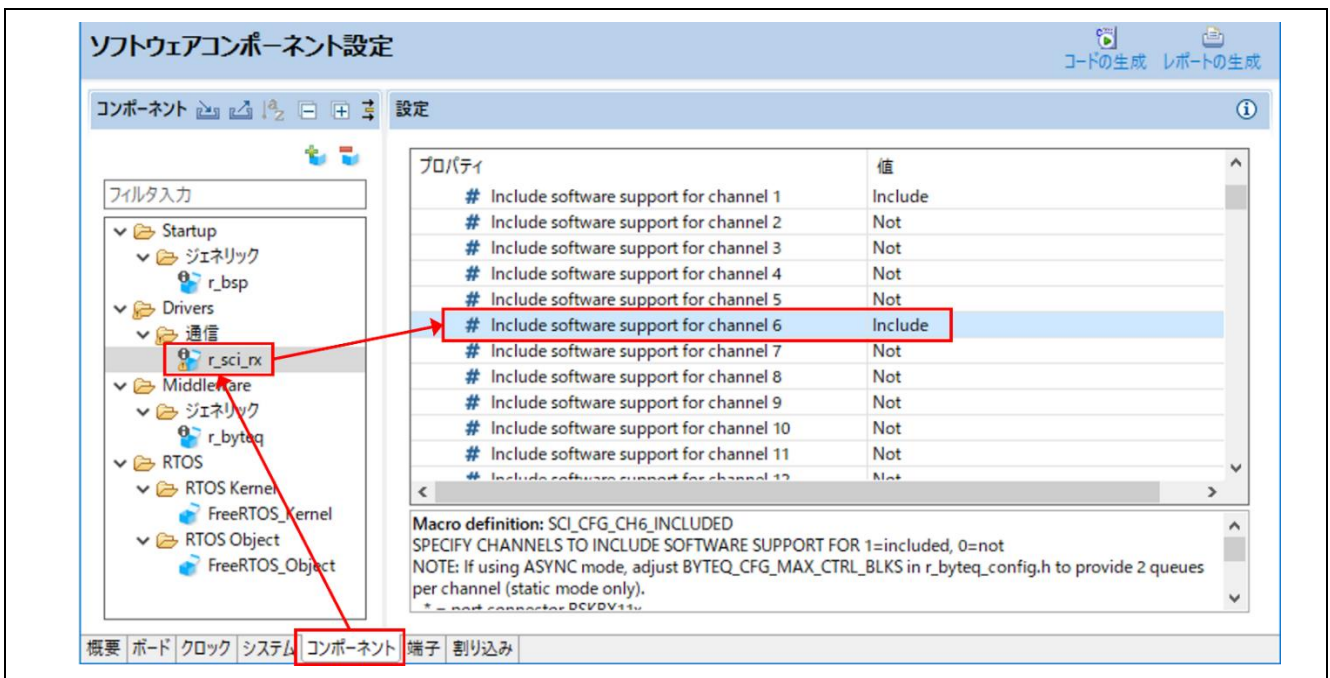 ソフトウェアコンポーネント設定
コードの生成 レポートの生成
コンポーネント
設定
フィルタ入力
Startup
ジェネリック
r_bsp
Drivers
通信
r_sci_rx
Middleware
ジェネリック
r_byteq
RTOS
RTOS Kernel
FreeRTOS_Kernel
RTOS Object
FreeRTOS_Object
プロパティ 値
# Include software support for channel 1 Include
# Include software support for channel 2 Not
# Include software support for channel 3 Not
# Include software support for channel 4 Not
# Include software support for channel 5 Not
# Include software support for channel 6 Include
# Include software support for channel 7 Not
# Include software support for channel 8 Not
# Include software support for channel 9 Not
# Include software support for channel 10 Not
# Include software support for channel 11 Not
# Include software support for channel 12 Not
Macro definition: SCI_CFG_CH6_INCLUDED
SPECIFY CHANNELS TO INCLUDE SOFTWARE SUPPORT FOR 1=included, 0=not
NOTE: If using ASYNC mode, adjust BYTEQ_CFG_MAX_CTRL_BLKS in r_byteq_config.h to provide 2 queues
per channel (static mode only).
* = port connector RSKRX11x
概要 ボード クロック システム コンポーネント 端子 割り込み